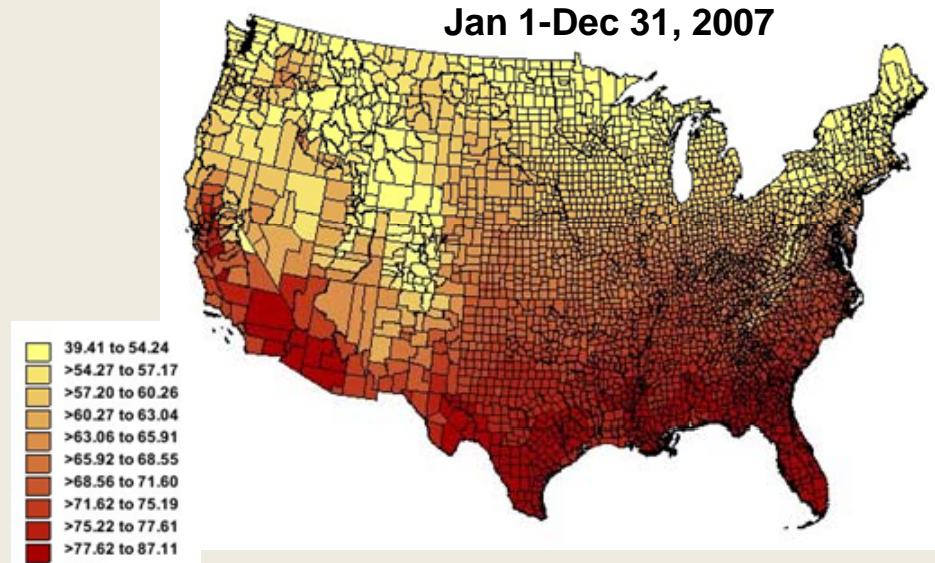 Jan 1-Dec 31, 2007
39.41 to 54.24
>54.27 to 57.17
>57.20 to 60.26
>60.27 to 63.04
>63.06 to 65.91
>65.92 to 68.55
>68.56 to 71.60
>71.62 to 75.19
>75.22 to 77.61
>77.62 to 87.11